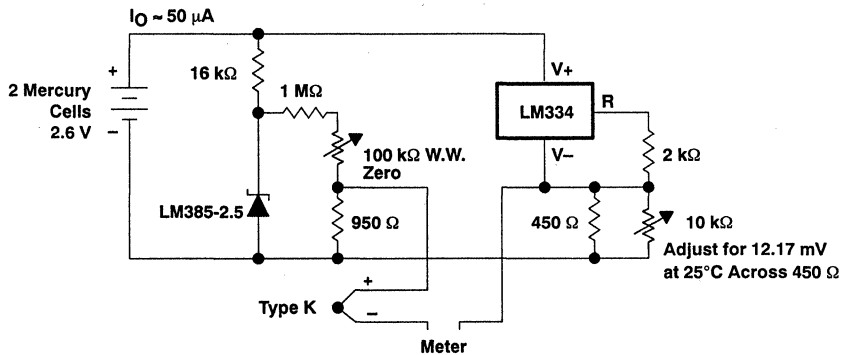 IO ~ 50 μA
+
2 Mercury
Cells
2.6 V
−
16 kΩ
1 MΩ
100 kΩ W.W.
Zero
LM385-2.5
950 Ω
V+
LM334
R
V−
2 kΩ
450 Ω
10 kΩ
Adjust for 12.17 mV
at 25°C Across 450 Ω
Type K
+
−
Meter